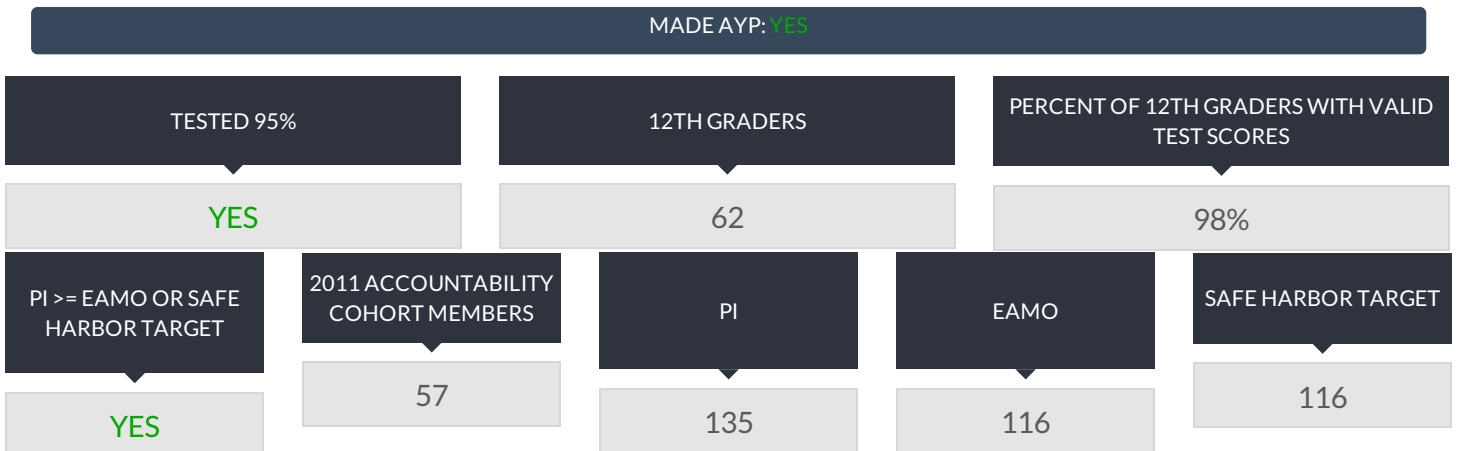 MADE AYP: YES
TESTED 95%
12TH GRADERS
PERCENT OF 12TH GRADERS WITH VALID
TEST SCORES
YES
62
98%
PI >= EAMO OR SAFE
HARBOR TARGET
2011 ACCOUNTABILITY
COHORT MEMBERS
PI
EAMO
SAFE HARBOR TARGET
YES
57
135
116
116